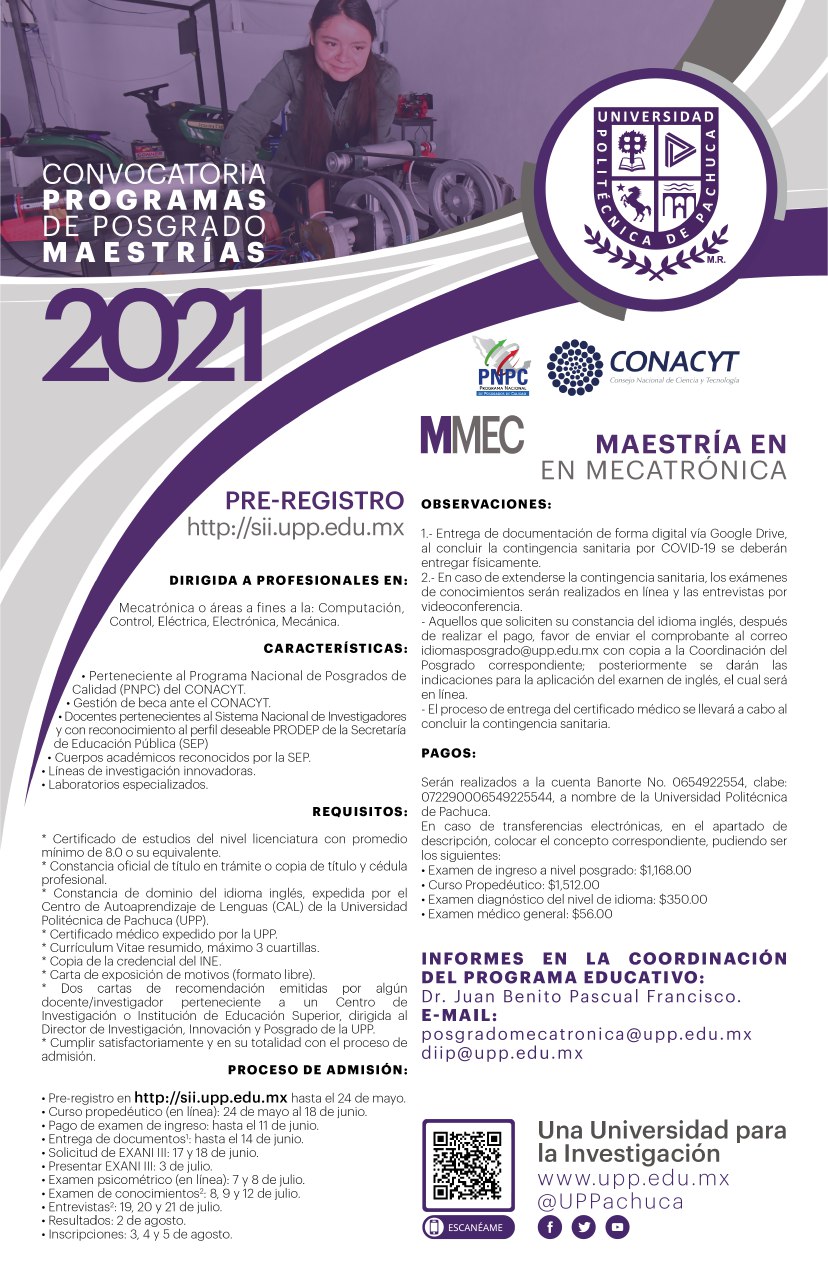 CONVOCATORIA
PROGRAMAS
DE POSGRADO
MAESTRÍAS
2021
UNIVERSIDAD
POLITÉCNICA DE PACHUCA
M.R.
PNPC
PROGRAMA NACIONAL
DE POSGRADOS DE CALIDAD
CONACYT
Consejo Nacional de Ciencia y Tecnología
MMEC
MAESTRÍA EN
EN MECATRÓNICA
PRE-REGISTRO
http://sii.upp.edu.mx
DIRIGIDA A PROFESIONALES EN:
Mecatrónica o áreas a fines a la: Computación,
Control, Eléctrica, Electrónica, Mecánica.
CARACTERÍSTICAS:
• Perteneciente al Programa Nacional de Posgrados de
Calidad (PNPC) del CONACYT.
• Gestión de beca ante el CONACYT.
• Docentes pertenecientes al Sistema Nacional de Investigadores
y con reconocimiento al perfil deseable PRODEP de la Secretaría
de Educación Pública (SEP)
• Cuerpos académicos reconocidos por la SEP.
• Líneas de investigación innovadoras.
• Laboratorios especializados.
REQUISITOS:
* Certificado de estudios del nivel licenciatura con promedio
mínimo de 8.0 o su equivalente.
* Constancia oficial de título en trámite o copia de título y cédula
profesional.
* Constancia de dominio del idioma inglés, expedida por el
Centro de Autoaprendizaje de Lenguas (CAL) de la Universidad
Politécnica de Pachuca (UPP).
* Certificado médico expedido por la UPP.
* Currículum Vitae resumido, máximo 3 cuartillas.
* Copia de la credencial del INE.
* Carta de exposición de motivos (formato libre).
* Dos cartas de recomendación emitidas por algún
docente/investigador perteneciente a un Centro de
Investigación o Institución de Educación Superior, dirigida al
Director de Investigación, Innovación y Posgrado de la UPP.
* Cumplir satisfactoriamente y en su totalidad con el proceso de
admisión.
PROCESO DE ADMISIÓN:
• Pre-registro en http://sii.upp.edu.mx hasta el 24 de mayo.
• Curso propedéutico (en línea): 24 de mayo al 18 de junio.
• Pago de examen de ingreso: hasta el 11 de junio.
• Entrega de documentos¹: hasta el 14 de junio.
• Solicitud de EXANI III: 17 y 18 de junio.
• Presentar EXANI III: 3 de julio.
• Examen psicométrico (en línea): 7 y 8 de julio.
• Examen de conocimientos²: 8, 9 y 12 de julio.
• Entrevistas²: 19, 20 y 21 de julio.
• Resultados: 2 de agosto.
• Inscripciones: 3, 4 y 5 de agosto.
OBSERVACIONES:
1.- Entrega de documentación de forma digital vía Google Drive,
al concluir la contingencia sanitaria por COVID-19 se deberán
entregar físicamente.
2.- En caso de extenderse la contingencia sanitaria, los exámenes
de conocimientos serán realizados en línea y las entrevistas por
videoconferencia.
- Aquellos que soliciten su constancia del idioma inglés, después
de realizar el pago, favor de enviar el comprobante al correo
idiomasposgrado@upp.edu.mx con copia a la Coordinación del
Posgrado correspondiente; posteriormente se darán las
indicaciones para la aplicación del examen de inglés, el cual será
en línea.
- El proceso de entrega del certificado médico se llevará a cabo al
concluir la contingencia sanitaria.
PAGOS:
Serán realizados a la cuenta Banorte No. 0654922554, clabe:
072290006549225544, a nombre de la Universidad Politécnica
de Pachuca.
En caso de transferencias electrónicas, en el apartado de
descripción, colocar el concepto correspondiente, pudiendo ser
los siguientes:
• Examen de ingreso a nivel posgrado: $1,168.00
• Curso Propedéutico: $1,512.00
• Examen diagnóstico del nivel de idioma: $350.00
• Examen médico general: $56.00
INFORMES EN LA COORDINACIÓN
DEL PROGRAMA EDUCATIVO:
Dr. Juan Benito Pascual Francisco.
E-MAIL:
posgradomecatronica@upp.edu.mx
diip@upp.edu.mx
ESCANÉAME
Una Universidad para
la Investigación
www.upp.edu.mx
@UPPachuca